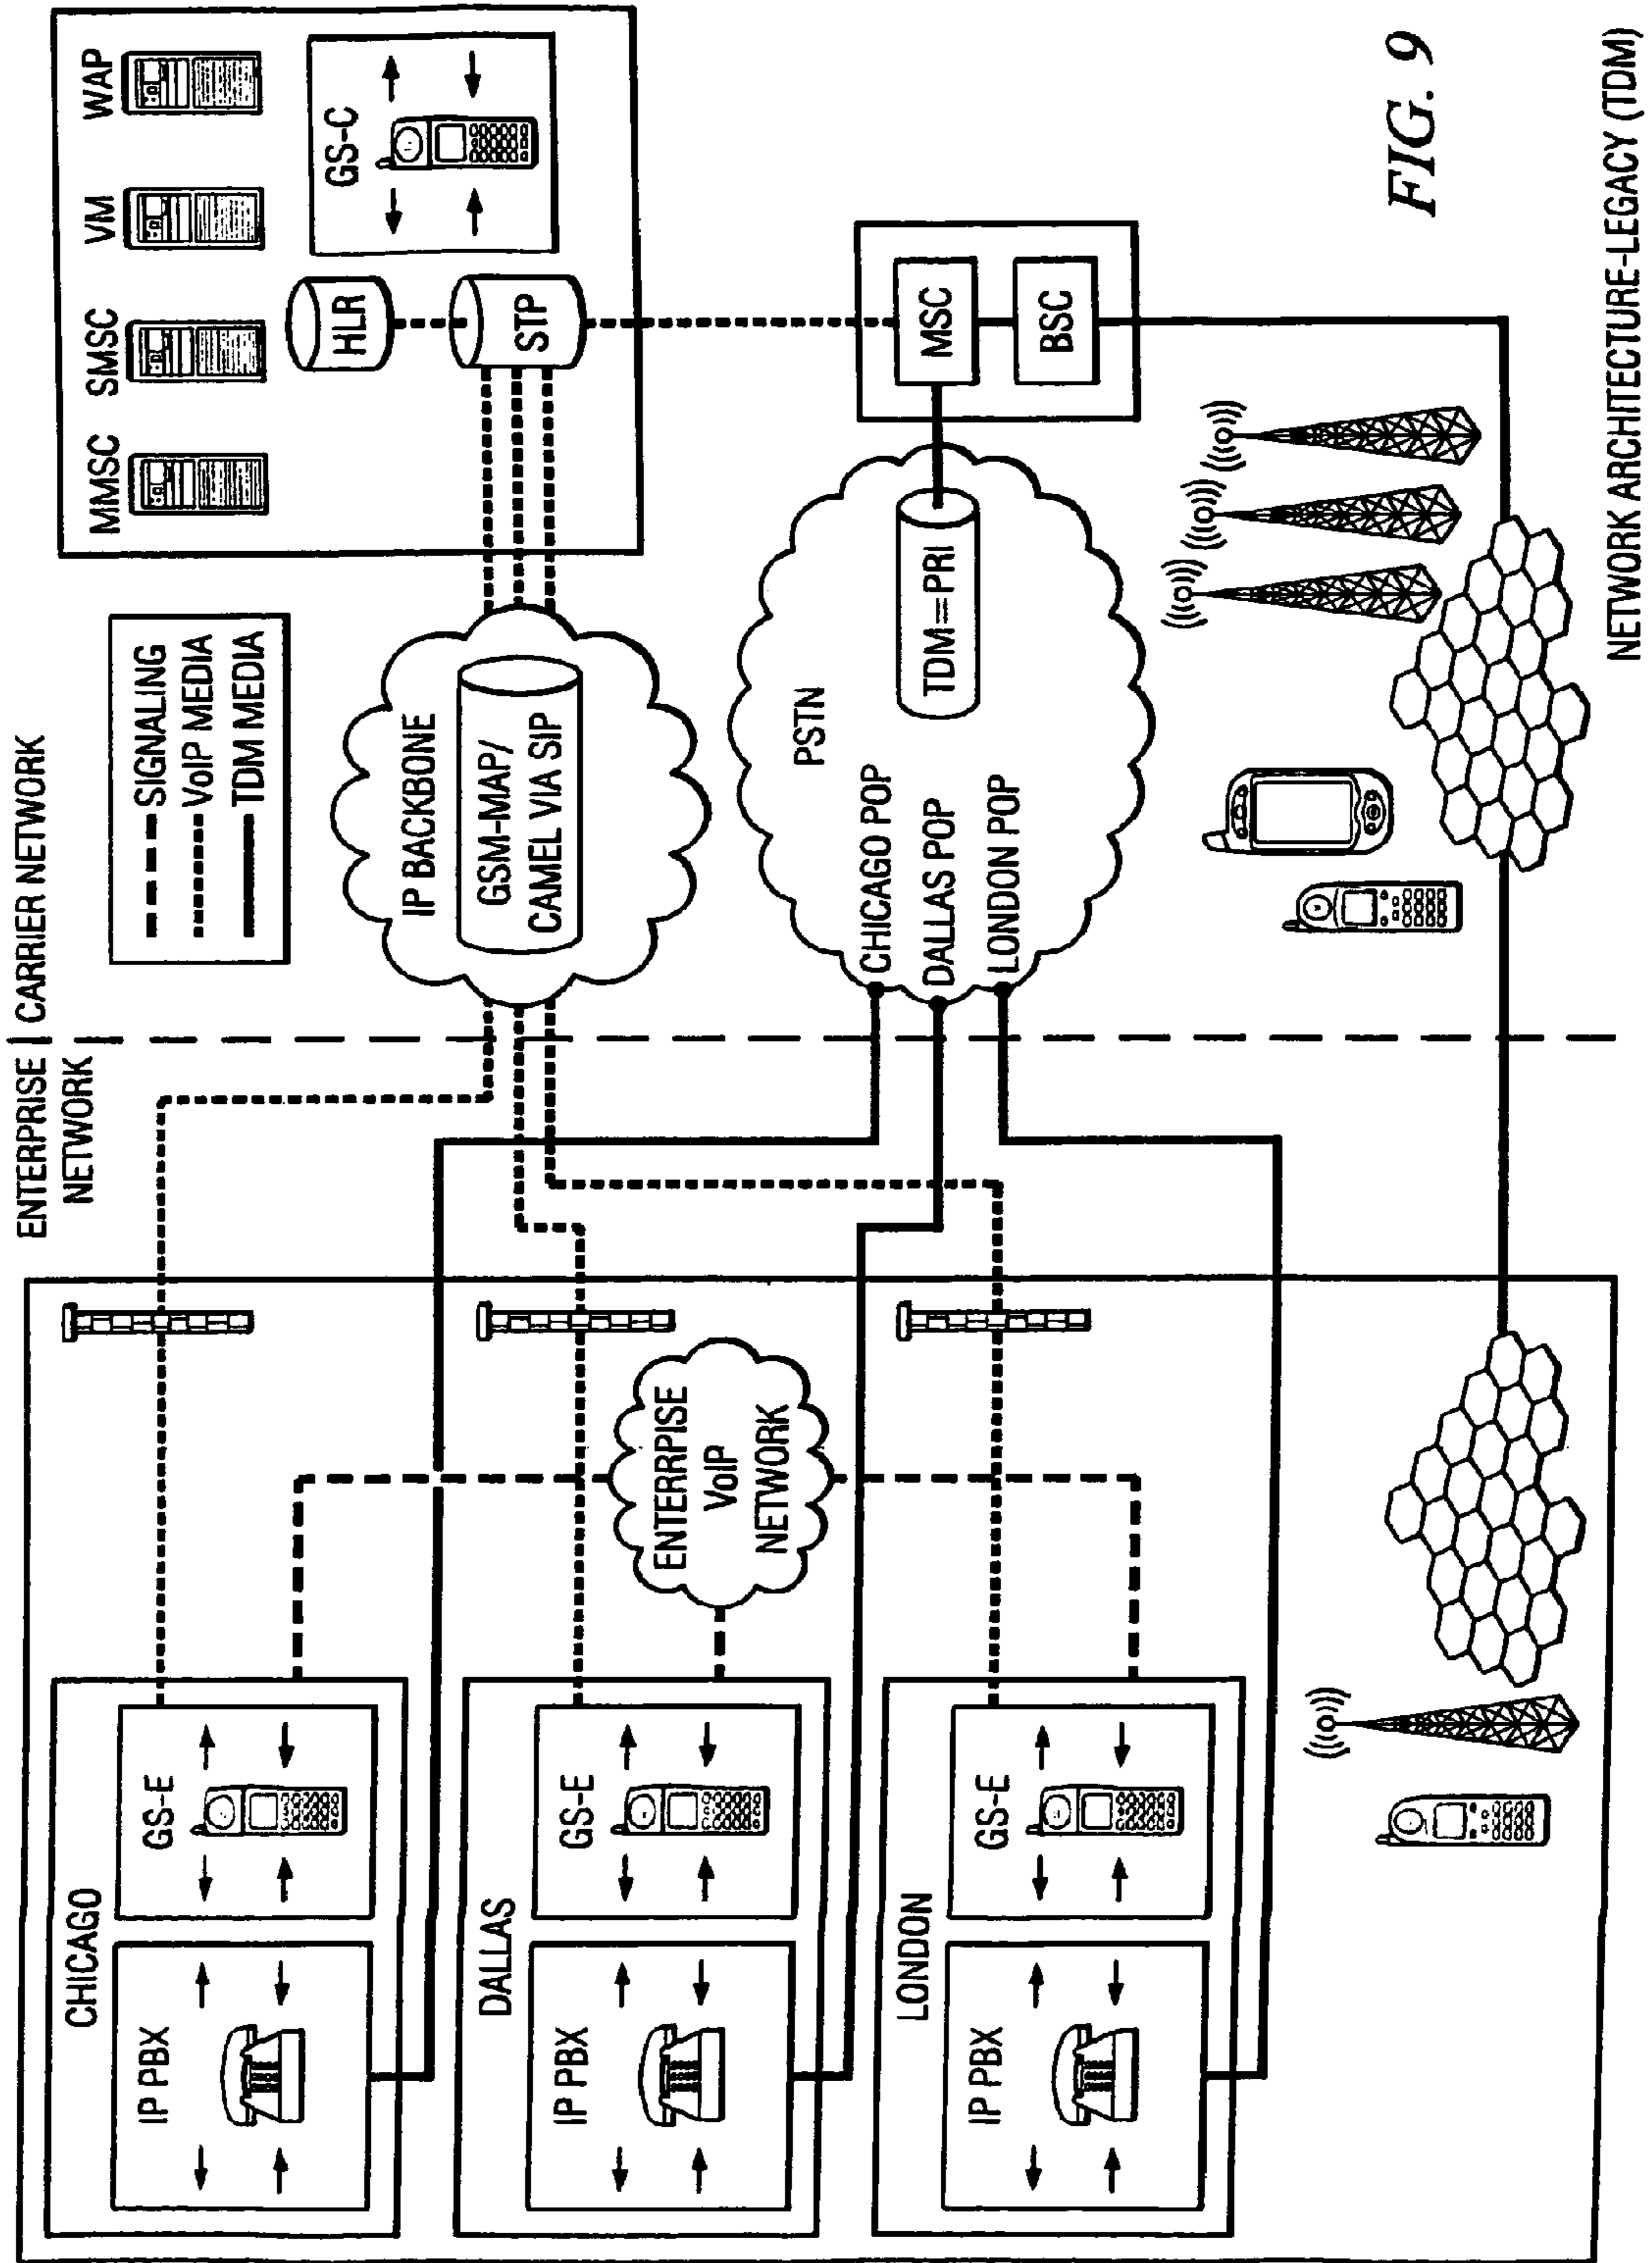 ENTERPRISE
NETWORK
CARRIER NETWORK
SIGNALING
VoIP MEDIA
TDM MEDIA
MMSC
SMSC
VM
WAP
HLR
GS-C
STP
IP BACKBONE
GSM-MAP/
CAMEL VIA SIP
CHICAGO
IP PBX
GS-E
DALLAS
IP PBX
GS-E
LONDON
IP PBX
GS-E
ENTERRPISE
VoIP
NETWORK
PSTN
CHICAGO POP
DALLAS POP
LONDON POP
TDM=PRI
MSC
BSC
FIG. 9
NETWORK ARCHITECTURE-LEGACY (TDM)